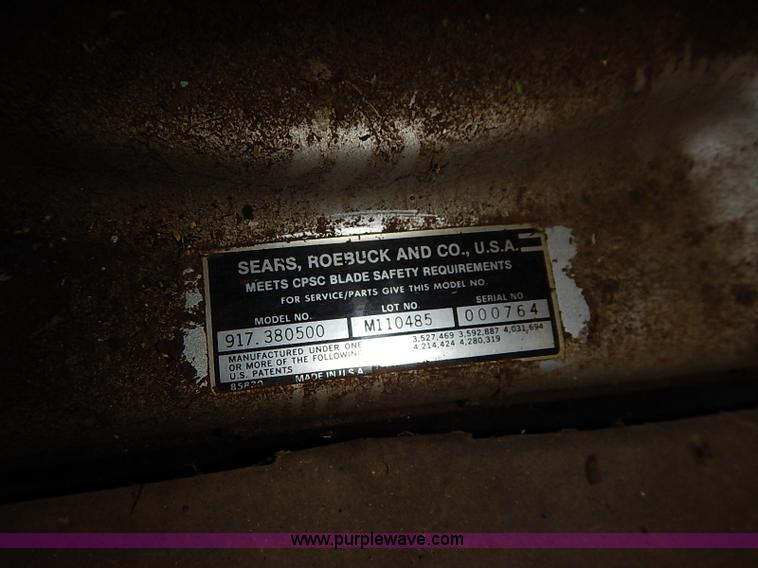 SEARS, ROEBUCK AND CO., U.S.A.
MEETS CPSC BLADE SAFETY REQUIREMENTS
FOR SERVICE/PARTS GIVE THIS MODEL NO.
MODEL NO. LOT NO. SERIAL NO
917.380500 M110485 000764
MANUFACTURED UNDER ONE 3,527,469 3,592,887 4,031,694
OR MORE OF THE FOLLOWING 4,214,424 4,280,319
U.S. PATENTS
85820 MADE IN U.S.A.
www.purplewave.com